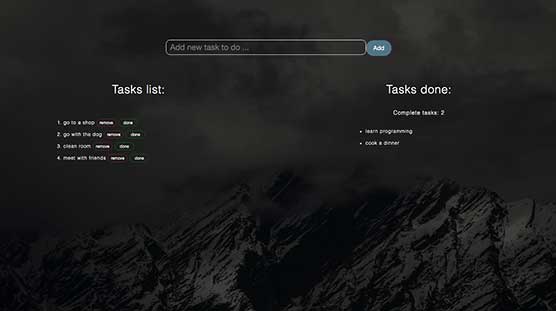 Add new task to do ... Add
Tasks list:
1. go to a shop remove done
2. go with the dog remove done
3. clean room remove done
4. meet with friends remove done
Tasks done:
Complete tasks: 2
• learn programming
• cook a dinner